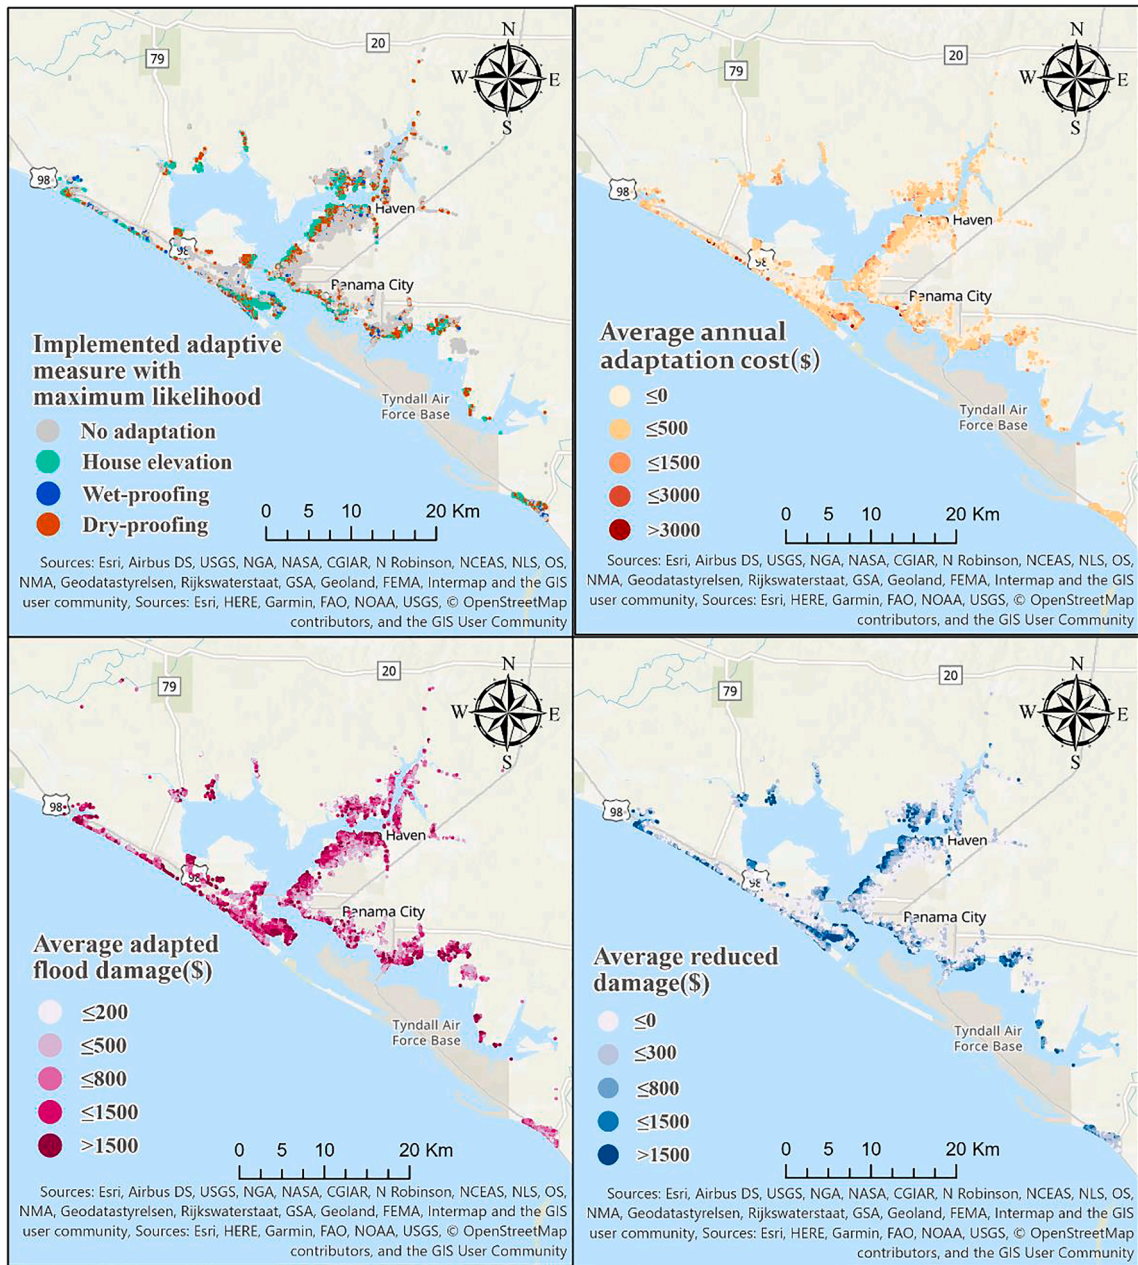 N
W
E
S
20
79
98
98
Haven
Panama City
Tyndall Air
Force Base
Implemented adaptive
measure with
maximum likelihood
No adaptation
House elevation
Wet-proofing
Dry-proofing
0 5 10 20 Km
Sources: Esri, Airbus DS, USGS, NGA, NASA, CGIAR, N Robinson, NCEAS, NLS, OS,
NMA, Geodatastyrelsen, Rijkswaterstaat, GSA, Geoland, FEMA, Intermap and the GIS
user community, Sources: Esri, HERE, Garmin, FAO, NOAA, USGS, © OpenStreetMap
contributors, and the GIS User Community
N
W
E
S
20
79
98
98
Haven
Panama City
Tyndall Air
Force Base
Average annual
adaptation cost($)
≤0
≤500
≤1500
≤3000
>3000
0 5 10 20 Km
Sources: Esri, Airbus DS, USGS, NGA, NASA, CGIAR, N Robinson, NCEAS, NLS, OS,
NMA, Geodatastyrelsen, Rijkswaterstaat, GSA, Geoland, FEMA, Intermap and the GIS
user community, Sources: Esri, HERE, Garmin, FAO, NOAA, USGS, © OpenStreetMap
contributors, and the GIS User Community
N
W
E
S
20
79
98
98
Haven
Panama City
Tyndall Air
Force Base
Average adapted
flood damage($)
≤200
≤500
≤800
≤1500
>1500
0 5 10 20 Km
Sources: Esri, Airbus DS, USGS, NGA, NASA, CGIAR, N Robinson, NCEAS, NLS, OS,
NMA, Geodatastyrelsen, Rijkswaterstaat, GSA, Geoland, FEMA, Intermap and the GIS
user community, Sources: Esri, HERE, Garmin, FAO, NOAA, USGS, © OpenStreetMap
contributors, and the GIS User Community
N
W
E
S
20
79
98
98
Haven
Panama City
Tyndall Air
Force Base
Average reduced
damage($)
≤0
≤300
≤800
≤1500
>1500
0 5 10 20 Km
Sources: Esri, Airbus DS, USGS, NGA, NASA, CGIAR, N Robinson, NCEAS, NLS, OS,
NMA, Geodatastyrelsen, Rijkswaterstaat, GSA, Geoland, FEMA, Intermap and the GIS
user community, Sources: Esri, HERE, Garmin, FAO, NOAA, USGS, © OpenStreetMap
contributors, and the GIS User Community